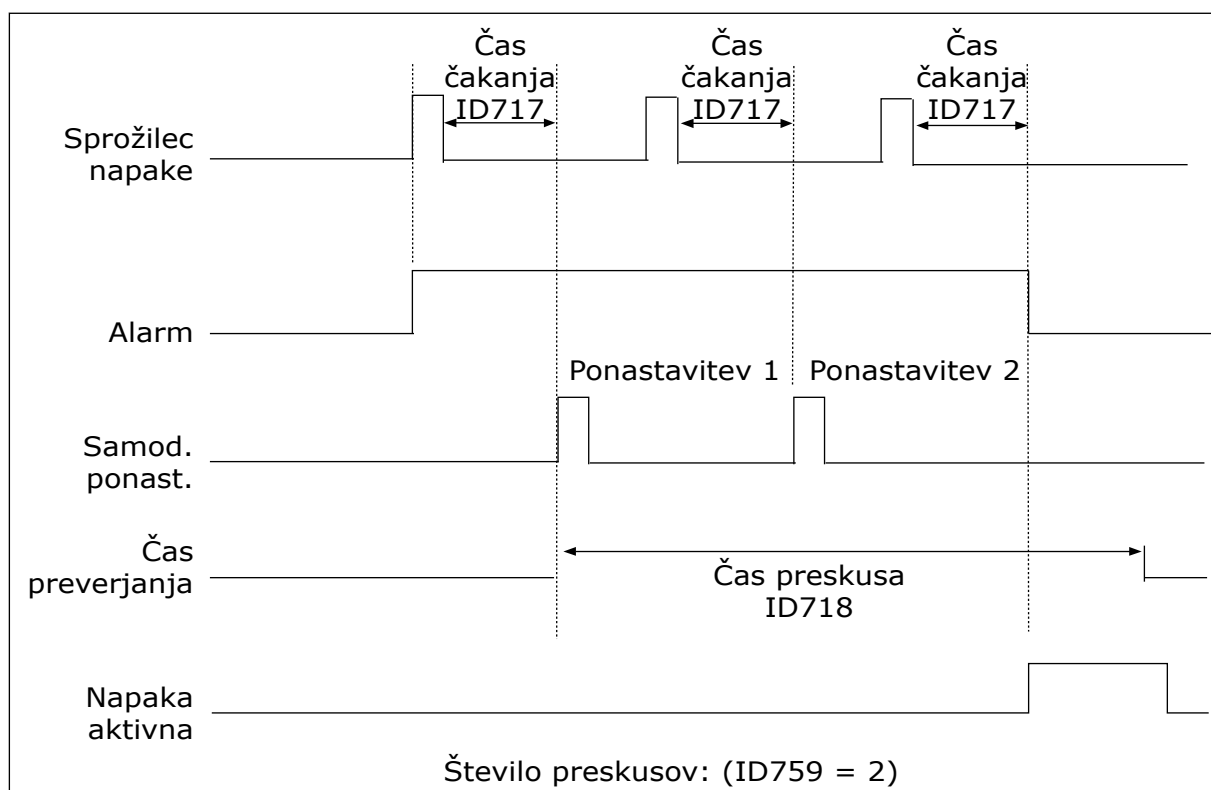 Čas
čakanja
ID717
Čas
čakanja
ID717
Čas
čakanja
ID717
Sprožilec
napake
Alarm
Ponastavitev 1
Ponastavitev 2
Samod.
ponast.
Čas
preverjanja
Čas preskusa
ID718
Napaka
aktivna
Število preskusov: (ID759 = 2)